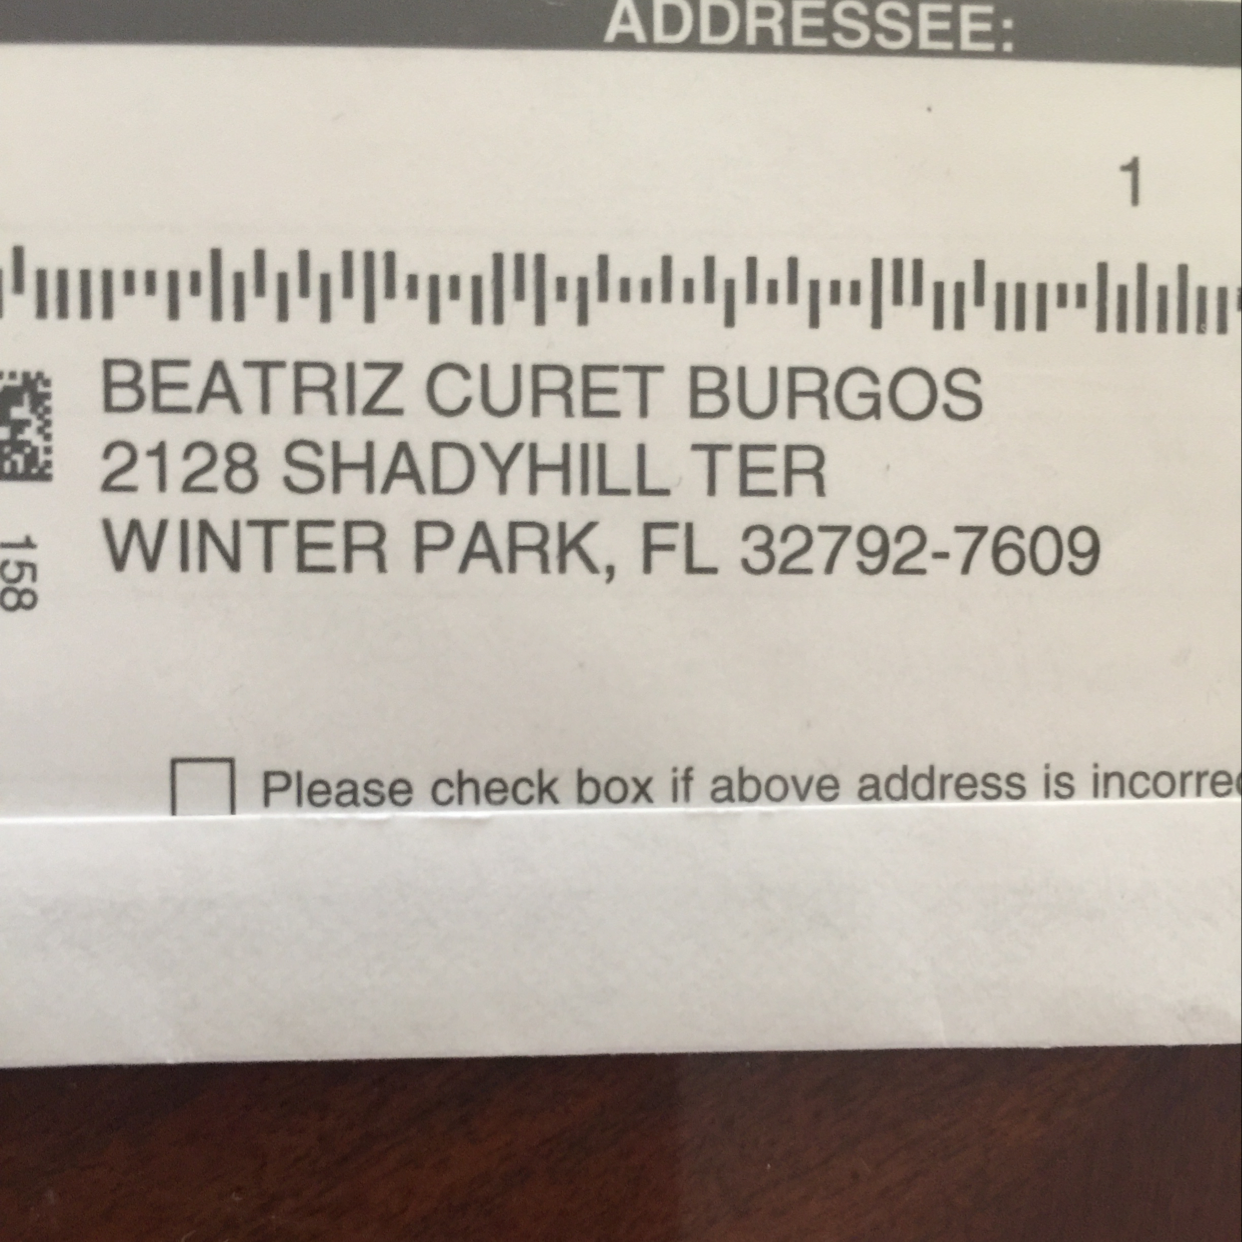 ADDRESSEE:
1
BEATRIZ CURET BURGOS
2128 SHADYHILL TER
WINTER PARK, FL 32792-7609
158
Please check box if above address is